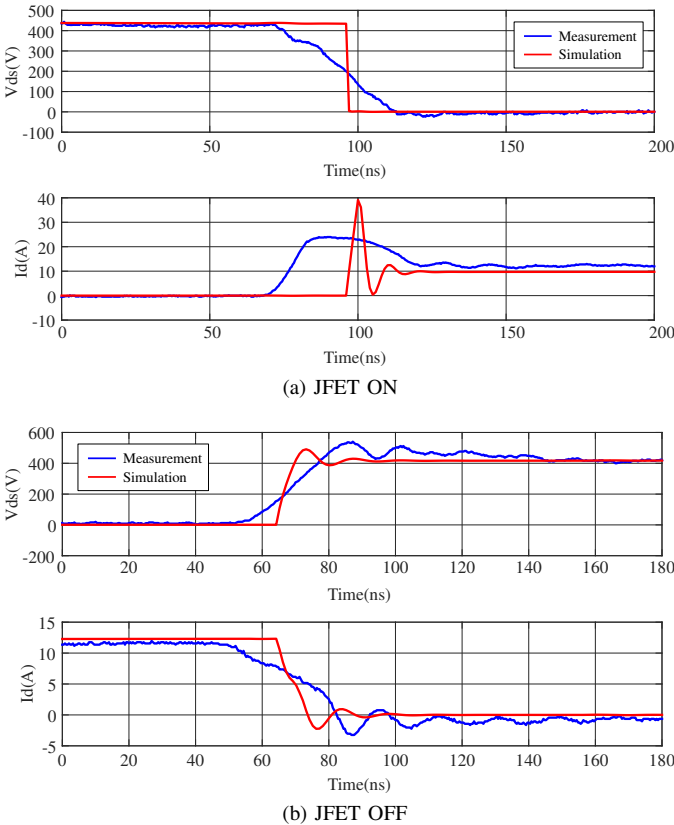 500
400
300
200
100
0
-100
Vds(V)
Measurement
Simulation
0 50 100 150 200
Time(ns)
40
30
20
10
0
-10
Id(A)
0 50 100 150 200
Time(ns)
(a) JFET ON
600
400
200
0
-200
Vds(V)
Measurement
Simulation
0 20 40 60 80 100 120 140 160 180
Time(ns)
15
10
5
0
-5
Id(A)
0 20 40 60 80 100 120 140 160 180
Time(ns)
(b) JFET OFF